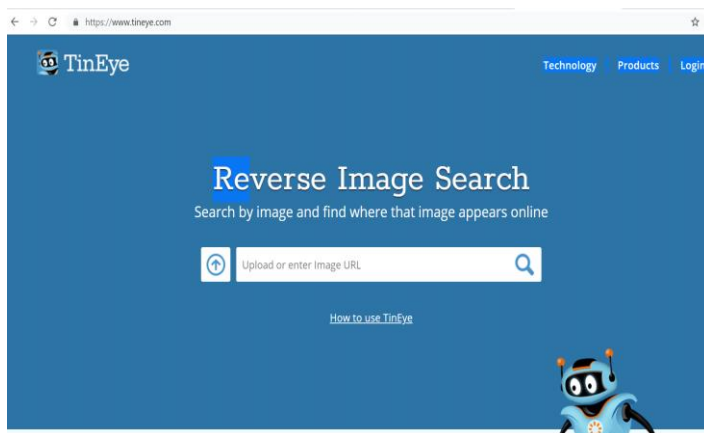 https://www.tineye.com
TinEye
Technology Products Login
Reverse Image Search
Search by image and find where that image appears online
Upload or enter Image URL
How to use TinEye